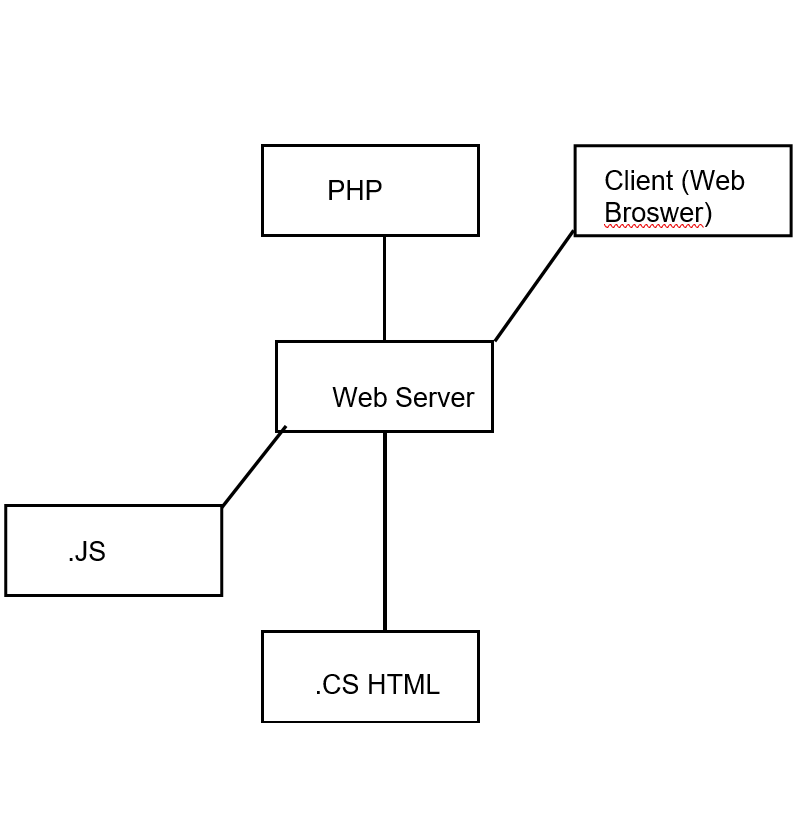 PHP
Client (Web
Broswer)
Web Server
.JS
.CS HTML